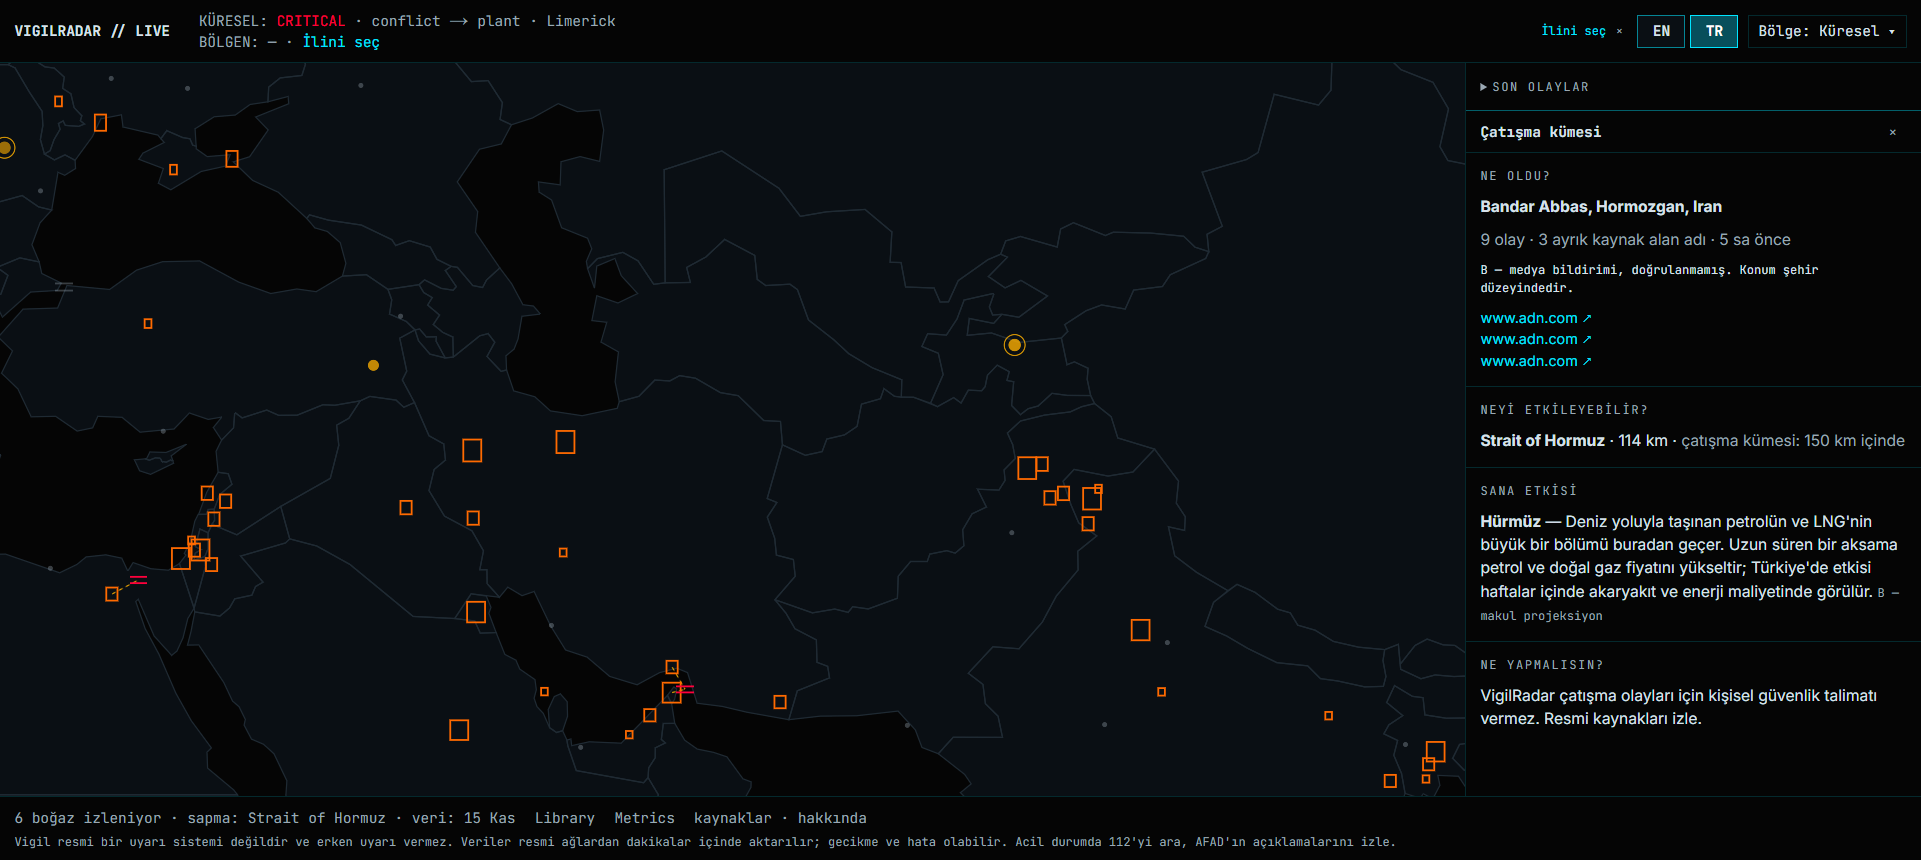 VIGILRADAR // LIVE
KÜRESEL: CRITICAL · conflict ⟶ plant · Limerick
BÖLGEN: — · İlini seç
İlini seç ×
EN
TR
Bölge: Küresel ▾
▶ SON OLAYLAR
Çatışma kümesi ×
NE OLDU?
Bandar Abbas, Hormozgan, Iran
9 olay · 3 ayrık kaynak alan adı · 5 sa önce
B — medya bildirimi, doğrulanmamış. Konum şehir
düzeyindedir.
www.adn.com ↗
www.adn.com ↗
www.adn.com ↗
NEYİ ETKİLEYEBİLİR?
Strait of Hormuz · 114 km · çatışma kümesi: 150 km içinde
SANA ETKİSİ
Hürmüz — Deniz yoluyla taşınan petrolün ve LNG'nin
büyük bir bölümü buradan geçer. Uzun süren bir aksama
petrol ve doğal gaz fiyatını yükseltir; Türkiye'de etkisi
haftalar içinde akaryakıt ve enerji maliyetinde görülür. B —
makul projeksiyon
NE YAPMALISIN?
VigilRadar çatışma olayları için kişisel güvenlik talimatı
vermez. Resmi kaynakları izle.
6 boğaz izleniyor · sapma: Strait of Hormuz · veri: 15 Kas Library Metrics kaynaklar · hakkında
Vigil resmi bir uyarı sistemi değildir ve erken uyarı vermez. Veriler resmi ağlardan dakikalar içinde aktarılır; gecikme ve hata olabilir. Acil durumda 112'yi ara, AFAD'ın açıklamalarını izle.